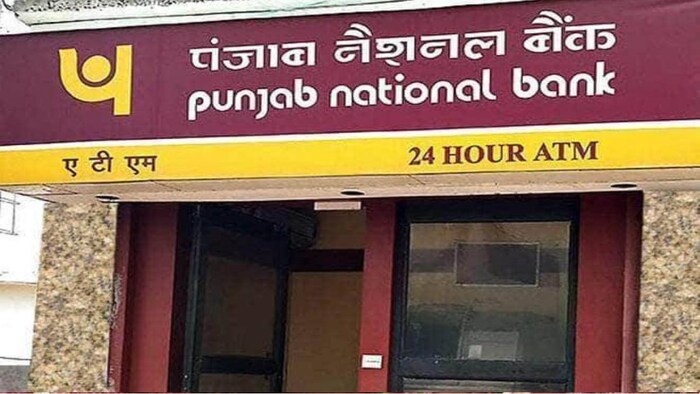 पंजाब नैशनल बैंक
punjab national bank
ए टी एम 24 HOUR ATM